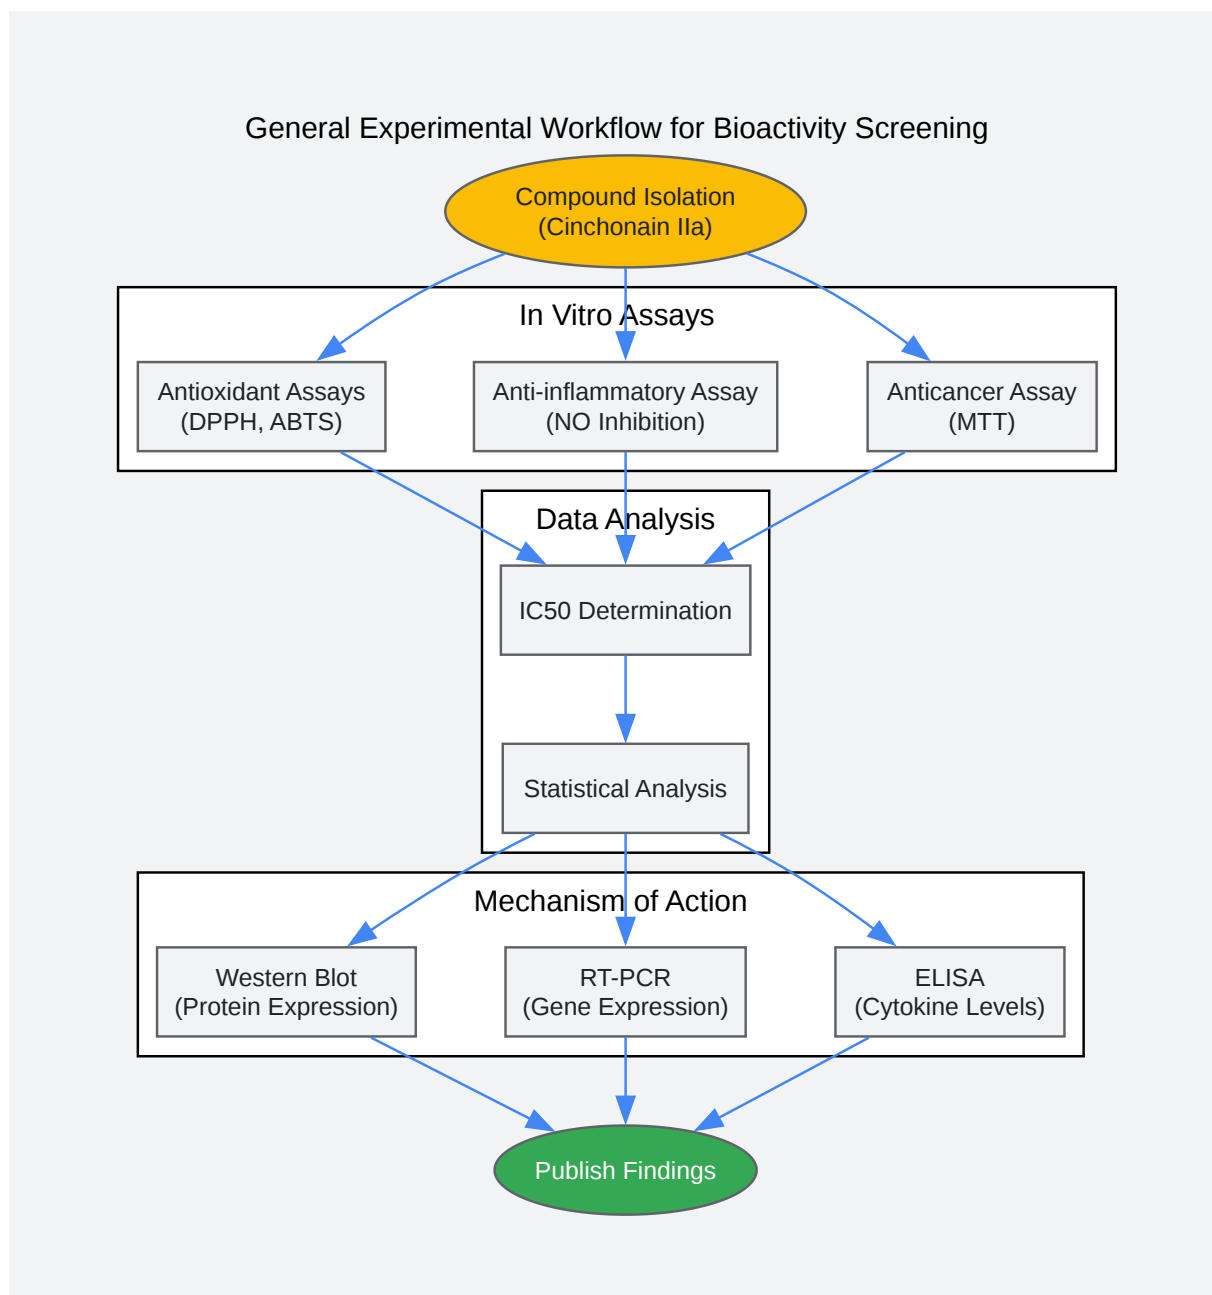 General Experimental Workflow for Bioactivity Screening
Compound Isolation
(Cinchonain IIa)
In Vitro Assays
Antioxidant Assays
(DPPH, ABTS)
Anti-inflammatory Assay
(NO Inhibition)
Anticancer Assay
(MTT)
Data Analysis
IC50 Determination
Statistical Analysis
Mechanism of Action
Western Blot
(Protein Expression)
RT-PCR
(Gene Expression)
ELISA
(Cytokine Levels)
Publish Findings